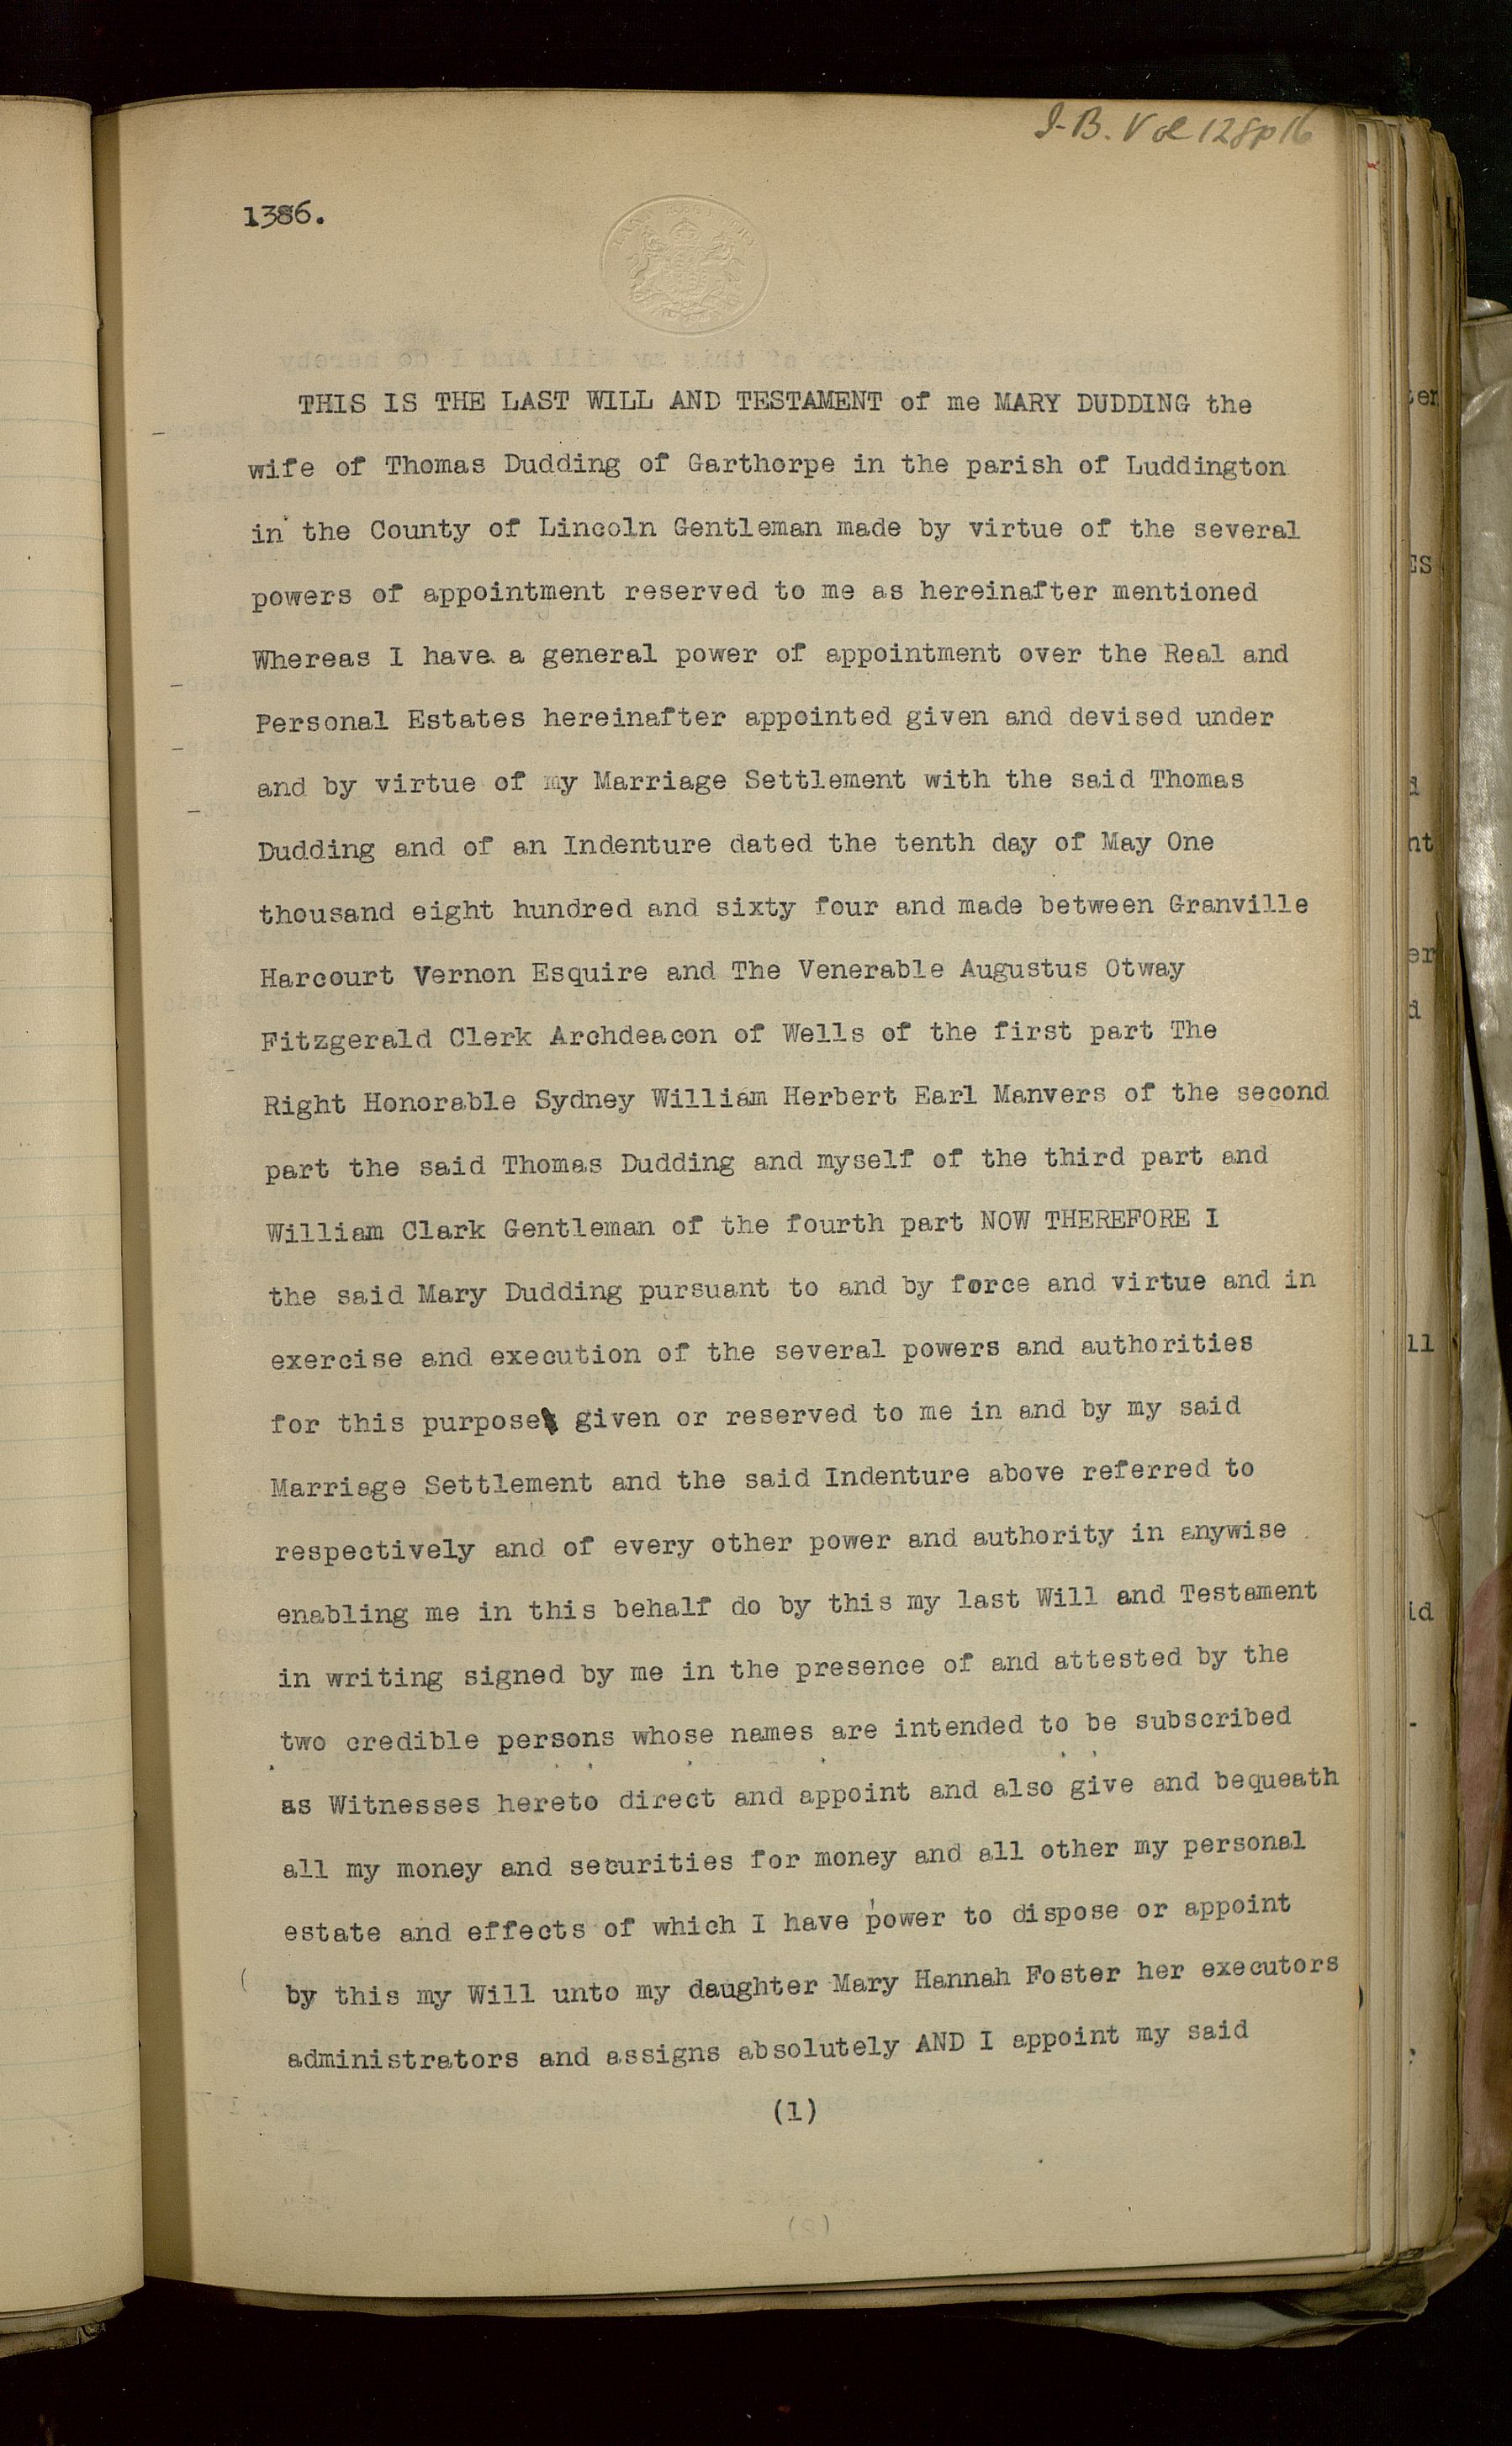 I-B. Vol 128p16
1386.
THIS IS THE LAST WILL AND TESTAMENT of me MARY DUDDING the
wife of Thomas Dudding of Garthorpe in the parish of Luddington
in the County of Lincoln Gentleman made by virtue of the several
powers of appointment reserved to me as hereinafter mentioned
Whereas I have a general power of appointment over the Real and
Personal Estates hereinafter appointed given and devised under
and by virtue of my Marriage Settlement with the said Thomas
Dudding and of an Indenture dated the tenth day of May One
thousand eight hundred and sixty four and made between Granville
Harcourt Vernon Esquire and The Venerable Augustus Otway
Fitzgerald Clerk Archdeacon of Wells of the first part The
Right Honorable Sydney William Herbert Earl Manvers of the second
part the said Thomas Dudding and myself of the third part and
William Clark Gentleman of the fourth part NOW THEREFORE I
the said Mary Dudding pursuant to and by force and virtue and in
exercise and execution of the several powers and authorities
for this purpose given or reserved to me in and by my said
Marriage Settlement and the said Indenture above referred to
respectively and of every other power and authority in anywise
enabling me in this behalf do by this my last Will and Testament
in writing signed by me in the presence of and attested by the
two credible persons whose names are intended to be subscribed
as Witnesses hereto direct and appoint and also give and bequeath
all my money and securities for money and all other my personal
estate and effects of which I have power to dispose or appoint
by this my Will unto my daughter Mary Hannah Foster her executors
administrators and assigns absolutely AND I appoint my said
(1)